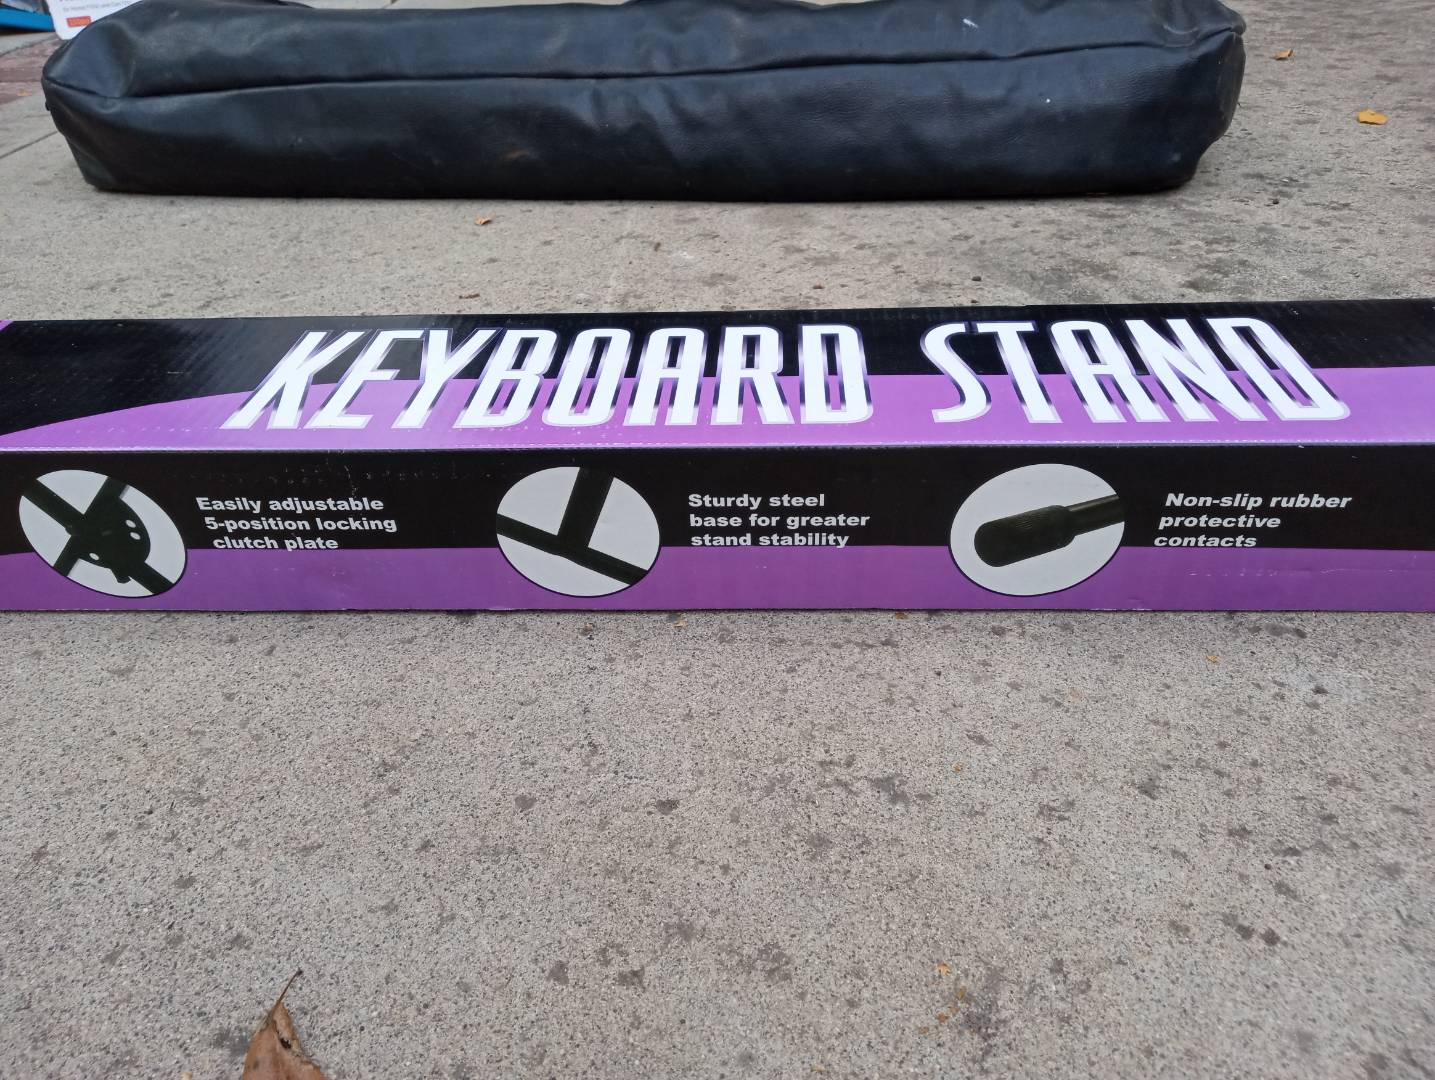 KEYBOARD STAND
Easily adjustable
5-position locking
clutch plate
Sturdy steel
base for greater
stand stability
Non-slip rubber
protective
contacts